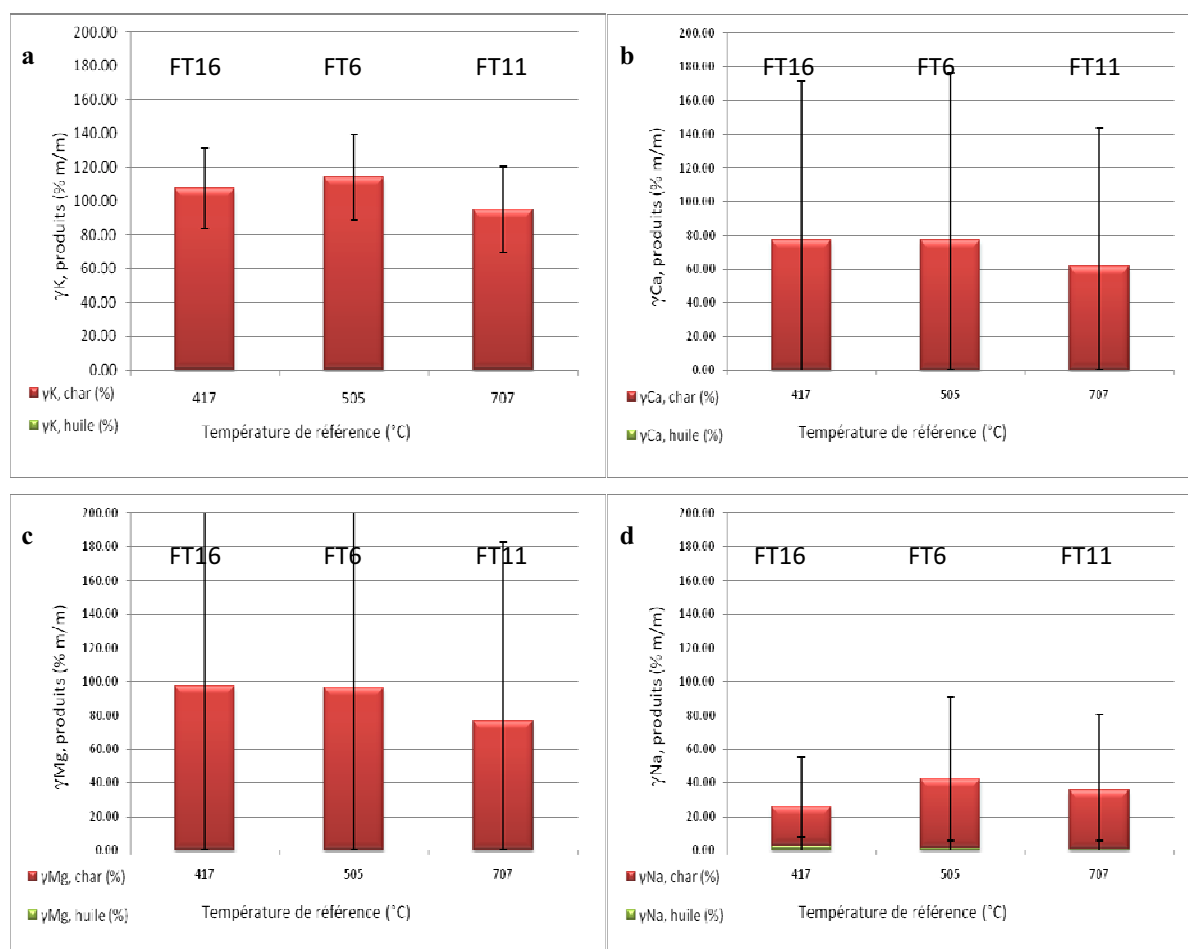 a
200.00
180.00
160.00
140.00
120.00
100.00
80.00
60.00
40.00
20.00
0.00
γK, produits (% m/m)
FT16 FT6 FT11
417 505 707
γK, char (%)
γK, huile (%)
Température de référence (°C)
b
200.00
180.00
160.00
140.00
120.00
100.00
80.00
60.00
40.00
20.00
0.00
γCa, produits (% m/m)
FT16 FT6 FT11
417 505 707
γCa, char (%)
γCa, huile (%)
Température de référence (°C)
c
200.00
180.00
160.00
140.00
120.00
100.00
80.00
60.00
40.00
20.00
0.00
γMg, produits (% m/m)
FT16 FT6 FT11
417 505 707
γMg, char (%)
γMg, huile (%)
Température de référence (°C)
d
200.00
180.00
160.00
140.00
120.00
100.00
80.00
60.00
40.00
20.00
0.00
γNa, produits (% m/m)
FT16 FT6 FT11
417 505 707
γNa, char (%)
γNa, huile (%)
Température de référence (°C)